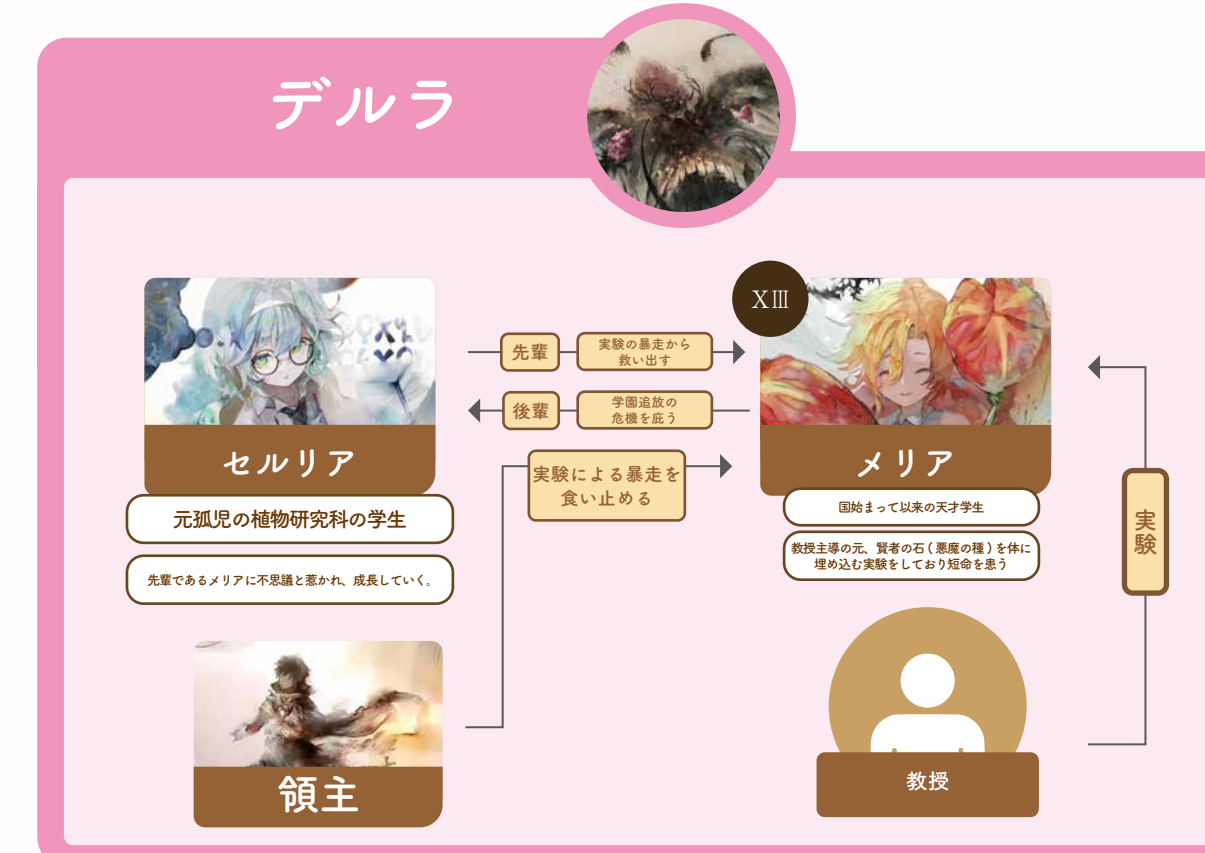 デルラ
XIII
先輩
実験の暴走から
救い出す
後輩
学園追放の
危機を庇う
セルリア
メリア
実験による暴走を
食い止める
元孤児の植物研究科の学生
国始まって以来の天才学生
先輩であるメリアに不思議と惹かれ、成長していく。
教授主導の元、賢者の石(悪魔の種)を体に
埋め込む実験をしており短命を患う
実験
領主
教授